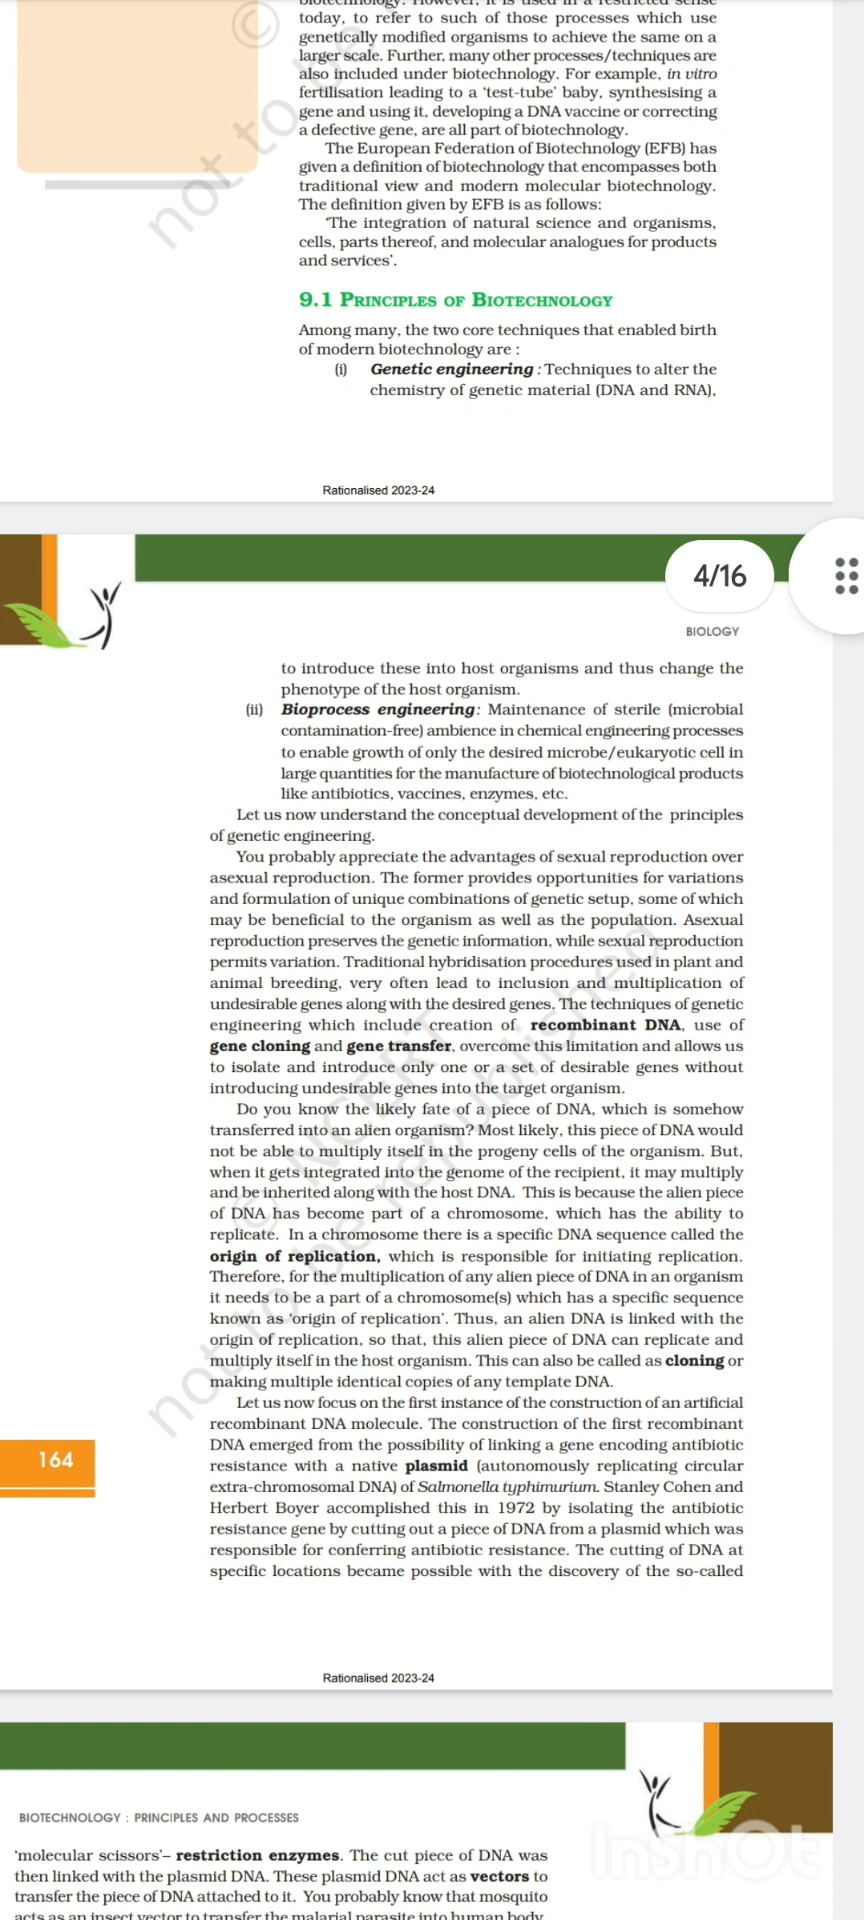 biotechnology. However, it is used in a restricted sense
today, to refer to such of those processes which use
genetically modified organisms to achieve the same on a
larger scale. Further, many other processes/techniques are
also included under biotechnology. For example, in vitro
fertilisation leading to a ‘test-tube’ baby, synthesising a
gene and using it, developing a DNA vaccine or correcting
a defective gene, are all part of biotechnology.
The European Federation of Biotechnology (EFB) has
given a definition of biotechnology that encompasses both
traditional view and modern molecular biotechnology.
The definition given by EFB is as follows:
‘The integration of natural science and organisms,
cells, parts thereof, and molecular analogues for products
and services’.
9.1 PRINCIPLES OF BIOTECHNOLOGY
Among many, the two core techniques that enabled birth
of modern biotechnology are :
(i) Genetic engineering : Techniques to alter the
chemistry of genetic material (DNA and RNA),
© not to be
Rationalised 2023-24
4/16
BIOLOGY
to introduce these into host organisms and thus change the
phenotype of the host organism.
(ii) Bioprocess engineering: Maintenance of sterile (microbial
contamination-free) ambience in chemical engineering processes
to enable growth of only the desired microbe/eukaryotic cell in
large quantities for the manufacture of biotechnological products
like antibiotics, vaccines, enzymes, etc.
Let us now understand the conceptual development of the principles
of genetic engineering.
You probably appreciate the advantages of sexual reproduction over
asexual reproduction. The former provides opportunities for variations
and formulation of unique combinations of genetic setup, some of which
may be beneficial to the organism as well as the population. Asexual
reproduction preserves the genetic information, while sexual reproduction
permits variation. Traditional hybridisation procedures used in plant and
animal breeding, very often lead to inclusion and multiplication of
undesirable genes along with the desired genes. The techniques of genetic
engineering which include creation of recombinant DNA, use of
gene cloning and gene transfer, overcome this limitation and allows us
to isolate and introduce only one or a set of desirable genes without
introducing undesirable genes into the target organism.
Do you know the likely fate of a piece of DNA, which is somehow
transferred into an alien organism? Most likely, this piece of DNA would
not be able to multiply itself in the progeny cells of the organism. But,
when it gets integrated into the genome of the recipient, it may multiply
and be inherited along with the host DNA. This is because the alien piece
of DNA has become part of a chromosome, which has the ability to
replicate. In a chromosome there is a specific DNA sequence called the
origin of replication, which is responsible for initiating replication.
Therefore, for the multiplication of any alien piece of DNA in an organism
it needs to be a part of a chromosome(s) which has a specific sequence
known as ‘origin of replication’. Thus, an alien DNA is linked with the
origin of replication, so that, this alien piece of DNA can replicate and
multiply itself in the host organism. This can also be called as cloning or
making multiple identical copies of any template DNA.
Let us now focus on the first instance of the construction of an artificial
recombinant DNA molecule. The construction of the first recombinant
DNA emerged from the possibility of linking a gene encoding antibiotic
resistance with a native plasmid (autonomously replicating circular
extra-chromosomal DNA) of Salmonella typhimurium. Stanley Cohen and
Herbert Boyer accomplished this in 1972 by isolating the antibiotic
resistance gene by cutting out a piece of DNA from a plasmid which was
responsible for conferring antibiotic resistance. The cutting of DNA at
specific locations became possible with the discovery of the so-called
© NCERT
not to be republished
164
Rationalised 2023-24
BIOTECHNOLOGY : PRINCIPLES AND PROCESSES
‘molecular scissors’– restriction enzymes. The cut piece of DNA was
then linked with the plasmid DNA. These plasmid DNA act as vectors to
transfer the piece of DNA attached to it. You probably know that mosquito
acts as an insect vector to transfer the malarial parasite into human body.
InShOt